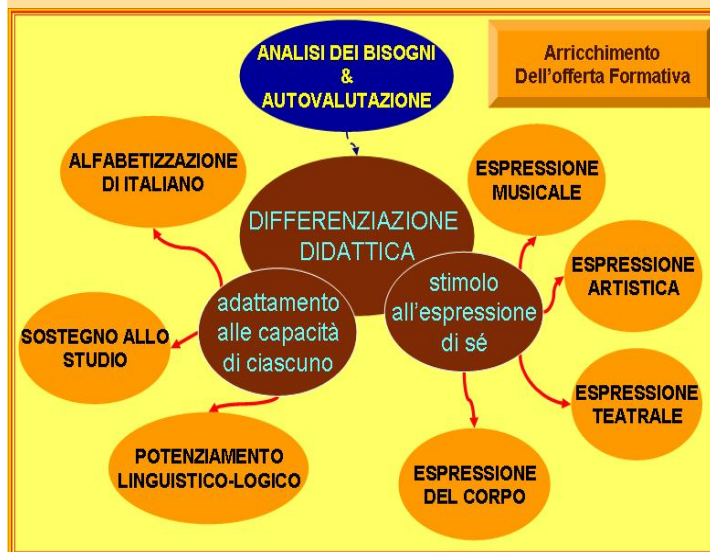 ANALISI DEI BISOGNI
&
AUTOVALUTAZIONE
Arricchimento
Dell'offerta Formativa
ALFABETIZZAZIONE
DI ITALIANO
ESPRESSIONE
MUSICALE
DIFFERENZIAZIONE
DIDATTICA
ESPRESSIONE
ARTISTICA
adattamento
alle capacità
di ciascuno
stimolo
all'espressione
di sé
SOSTEGNO ALLO
STUDIO
ESPRESSIONE
TEATRALE
POTENZIAMENTO
LINGUISTICO-LOGICO
ESPRESSIONE
DEL CORPO